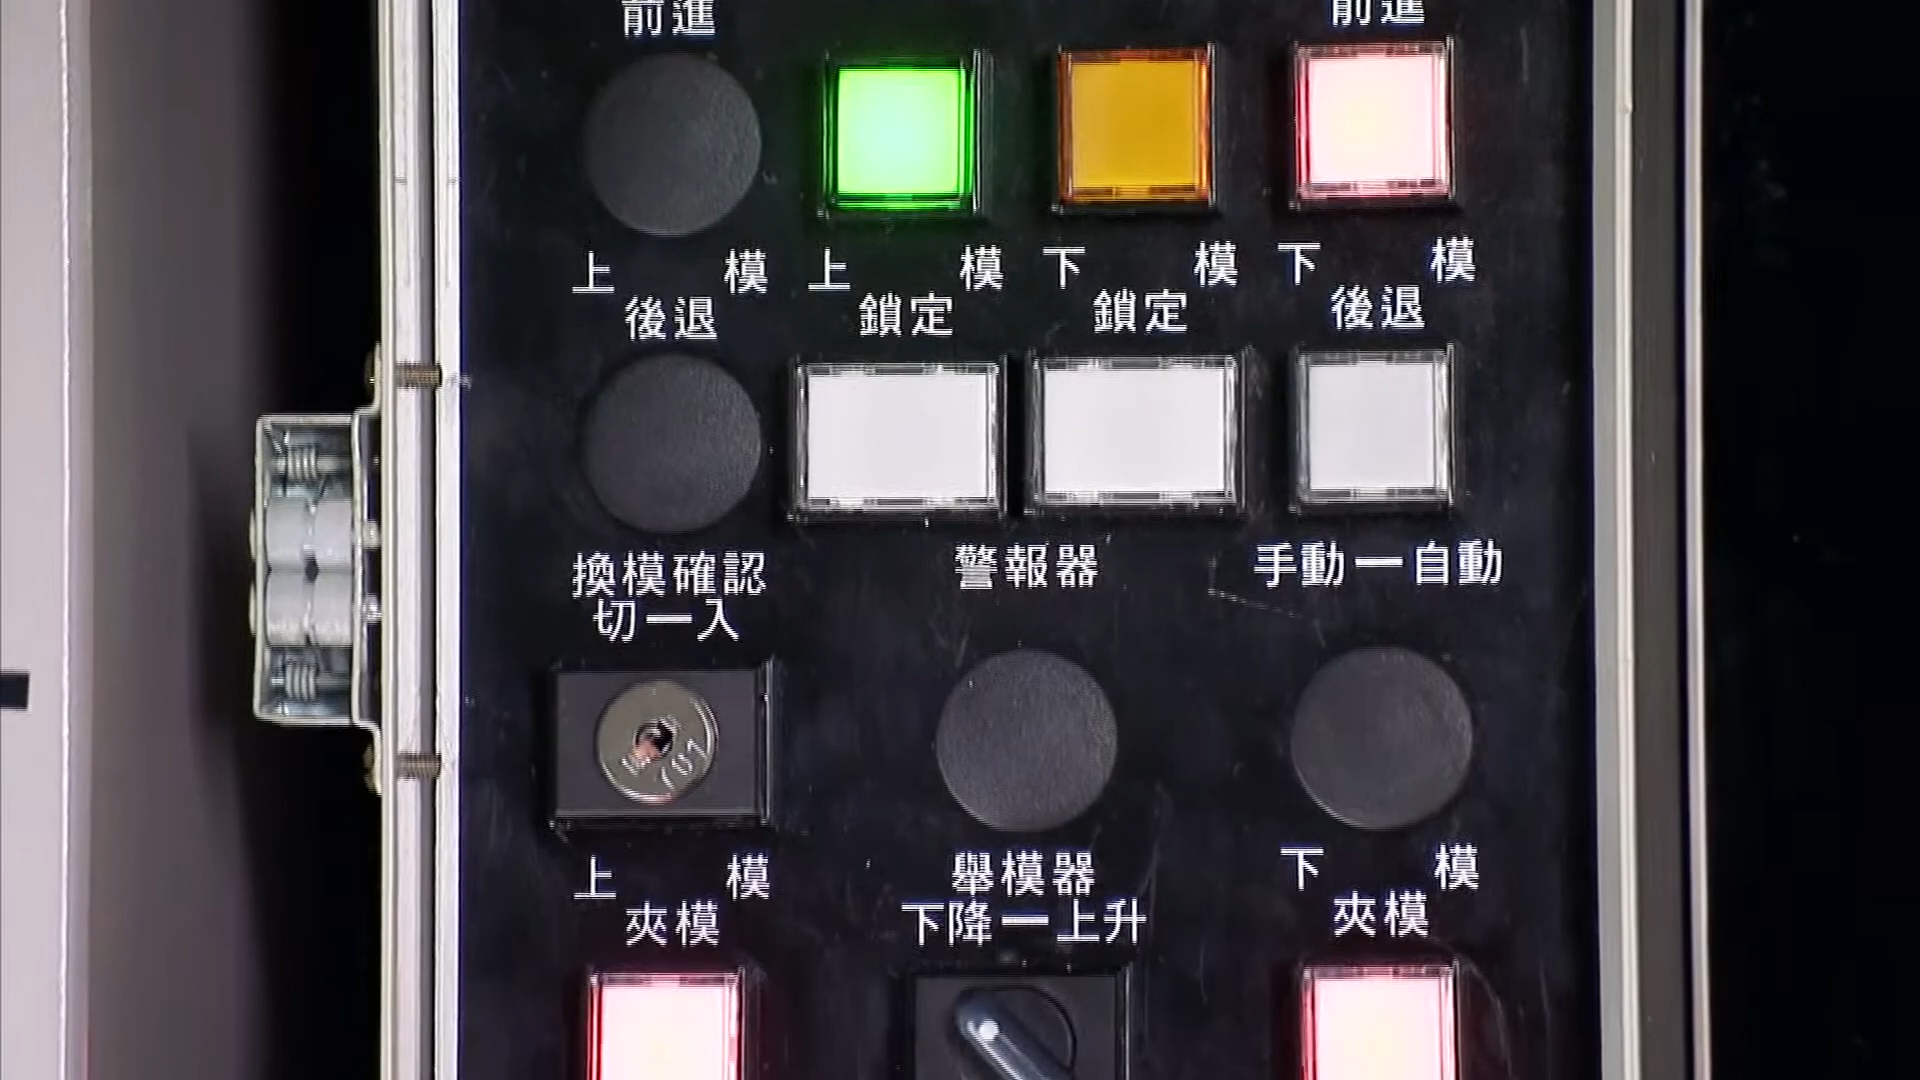 前進
前進
上 模
後退
上 模
鎖定
下 模
鎖定
下 模
後退
換模確認
切一入
警報器
手動一自動
707
上 模
夾模
舉模器
下降一上升
下 模
夾模